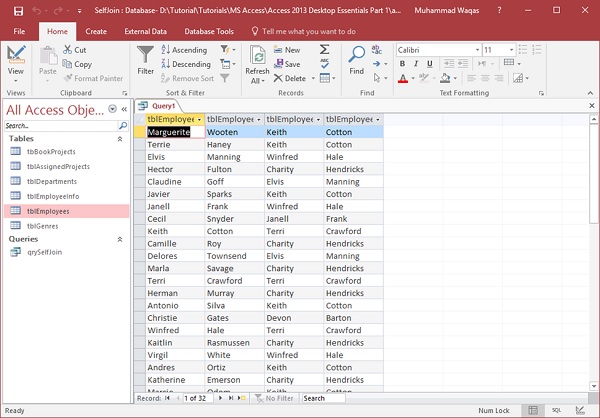 SelfJoin : Database- D:\Tutorial\Tutorials\MS Access\Access 2013 Desktop Essentials Part 1\a... Muhammad Waqas ?
File Home Create External Data Database Tools Tell me what you want to do
View Paste Cut Copy Format Painter Filter Ascending Descending Remove Sort Refresh All New Save Delete Find Calibri 11 B I U A
Views Clipboard Sort & Filter Records Find Text Formatting
All Access Obje...
Search...
Tables
tbBookProjects
tblAssignedProjects
tblDepartments
tblEmployeeInfo
tblEmployees
tblGenres
Queries
qrySelfJoin
Query1
tblEmployee tblEmployee tblEmployee tblEmployee
Marguerite Wooten Keith Cotton
Terrie Haney Keith Cotton
Elvis Manning Winfred Hale
Hector Fulton Charity Hendricks
Claudine Goff Elvis Manning
Javier Sparks Keith Cotton
Janell Frank Winfred Hale
Cecil Snyder Janell Frank
Keith Cotton Terri Crawford
Camille Roy Charity Hendricks
Delores Townsend Elvis Manning
Marla Savage Charity Hendricks
Terri Crawford Terri Crawford
Herman Murray Charity Hendricks
Antonio Silva Keith Cotton
Christie Gates Devon Barton
Winfred Hale Terri Crawford
Kaitlin Rasmussen Charity Hendricks
Virgil White Winfred Hale
Andres Ortiz Keith Cotton
Katherine Emerson Charity Hendricks
Record: 1 of 32 No Filter Search
Ready Num Lock SQL